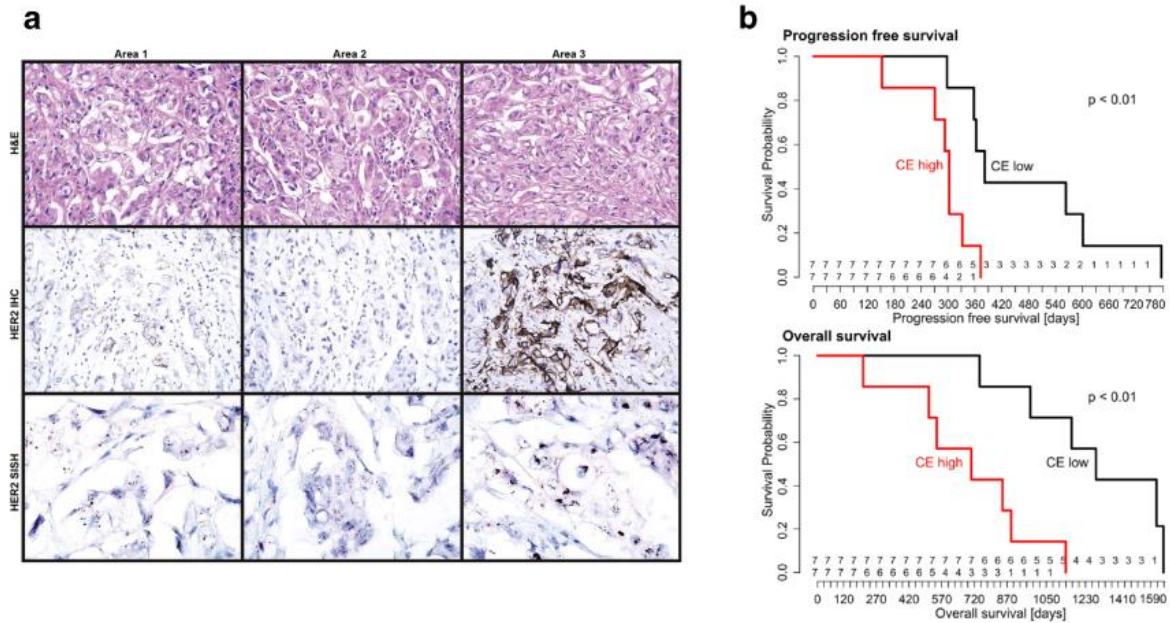 a
Area 1 Area 2 Area 3
H&E
HER2 IHC
HER2 SISH
b
Progression free survival
Survival Probability
0.0 0.2 0.4 0.6 0.8 1.0
p < 0.01
CE high
CE low
7 7 7 7 7 7 7 7 7 7 6 6 5 3 3 3 3 3 3 2 2 1 1 1 1 1
7 7 7 7 7 7 6 6 6 6 4 2 1
0 60 120 180 240 300 360 420 480 540 600 660 720 780
Progression free survival [days]
Overall survival
Survival Probability
0.0 0.2 0.4 0.6 0.8 1.0
p < 0.01
CE high
CE low
7 7 7 7 7 7 7 7 7 7 7 7 7 6 6 6 6 5 5 5 4 4 3 3 3 3 1
7 7 7 7 6 6 6 6 6 5 4 4 3 3 1 1 1 1
0 120 270 420 570 720 870 1050 1230 1410 1590
Overall survival [days]